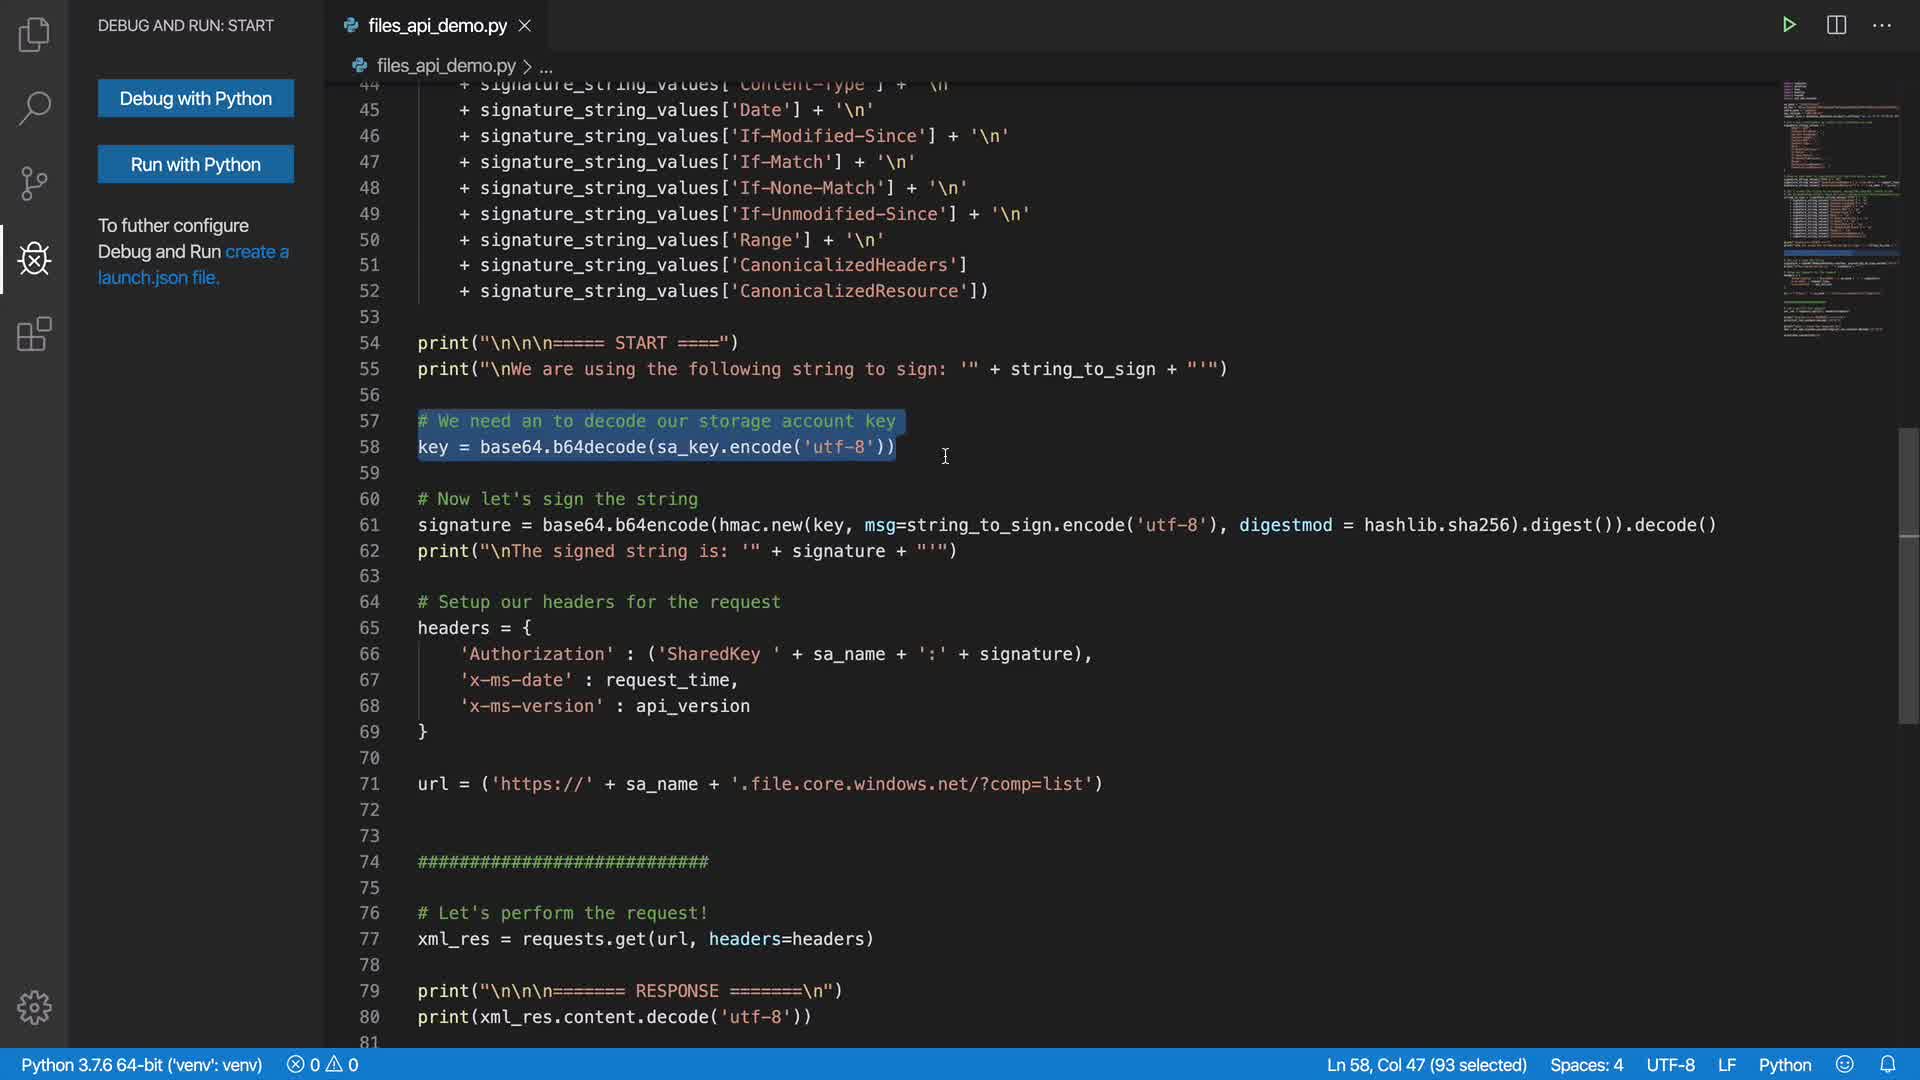 DEBUG AND RUN: START
Debug with Python
Run with Python
To futher configure
Debug and Run create a
launch.json file.
files_api_demo.py
files_api_demo.py > ...
44 + signature_string_values['Content-Type'] + '\n'
45 + signature_string_values['Date'] + '\n'
46 + signature_string_values['If-Modified-Since'] + '\n'
47 + signature_string_values['If-Match'] + '\n'
48 + signature_string_values['If-None-Match'] + '\n'
49 + signature_string_values['If-Unmodified-Since'] + '\n'
50 + signature_string_values['Range'] + '\n'
51 + signature_string_values['CanonicalizedHeaders']
52 + signature_string_values['CanonicalizedResource'])
53
54 print("\n\n\n===== START ====")
55 print("\nWe are using the following string to sign: '" + string_to_sign + "'")
56
57 # We need an to decode our storage account key
58 key = base64.b64decode(sa_key.encode('utf-8'))
59
60 # Now let's sign the string
61 signature = base64.b64encode(hmac.new(key, msg=string_to_sign.encode('utf-8'), digestmod = hashlib.sha256).digest()).decode()
62 print("\nThe signed string is: '" + signature + "'")
63
64 # Setup our headers for the request
65 headers = {
66 'Authorization' : ('SharedKey ' + sa_name + ':' + signature),
67 'x-ms-date' : request_time,
68 'x-ms-version' : api_version
69 }
70
71 url = ('https://' + sa_name + '.file.core.windows.net/?comp=list')
72
73
74 ############################
75
76 # Let's perform the request!
77 xml_res = requests.get(url, headers=headers)
78
79 print("\n\n\n======= RESPONSE =======\n")
80 print(xml_res.content.decode('utf-8'))
81
Python 3.7.6 64-bit ('venv': venv) 0 0 Ln 58, Col 47 (93 selected) Spaces: 4 UTF-8 LF Python